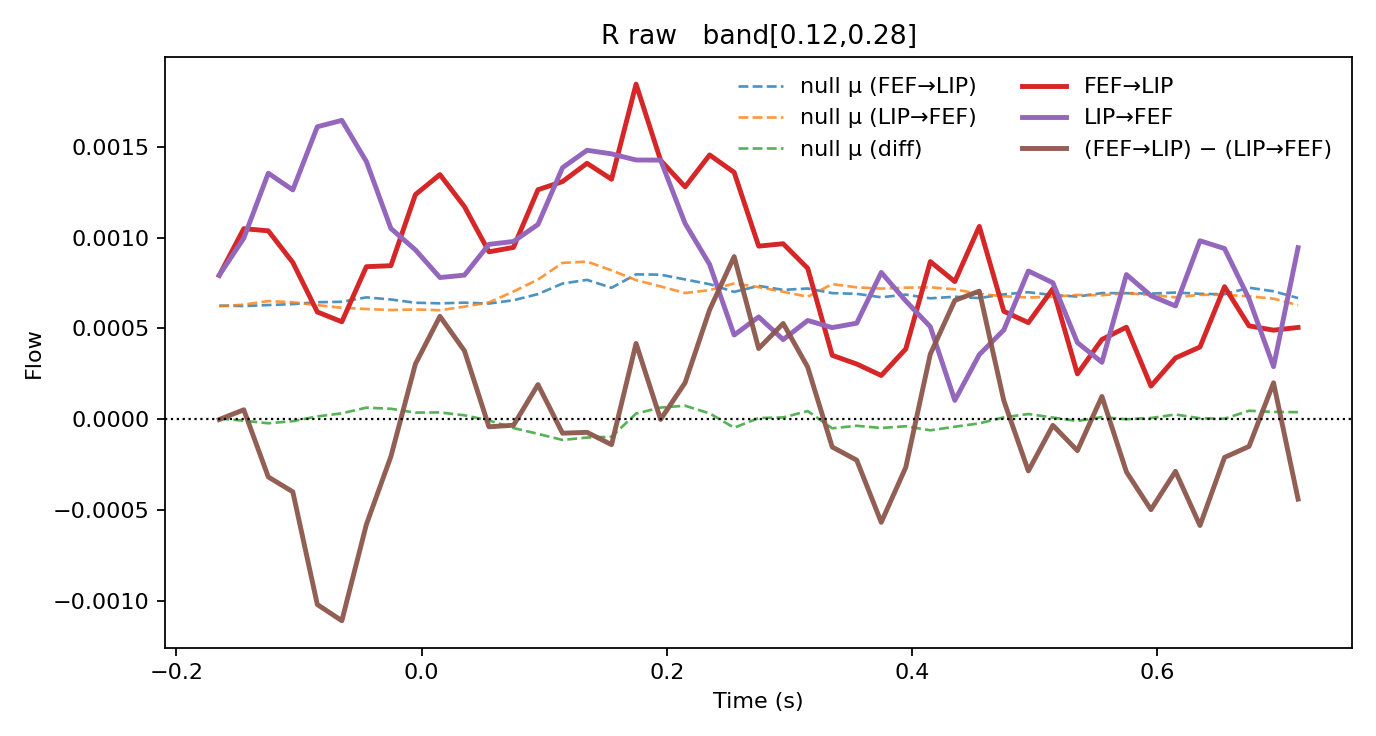 R raw   band[0.12,0.28]
null μ (FEF→LIP)
null μ (LIP→FEF)
null μ (diff)
FEF→LIP
LIP→FEF
(FEF→LIP) − (LIP→FEF)
Flow
0.0015
0.0010
0.0005
0.0000
−0.0005
−0.0010
−0.2
0.0
0.2
0.4
0.6
Time (s)